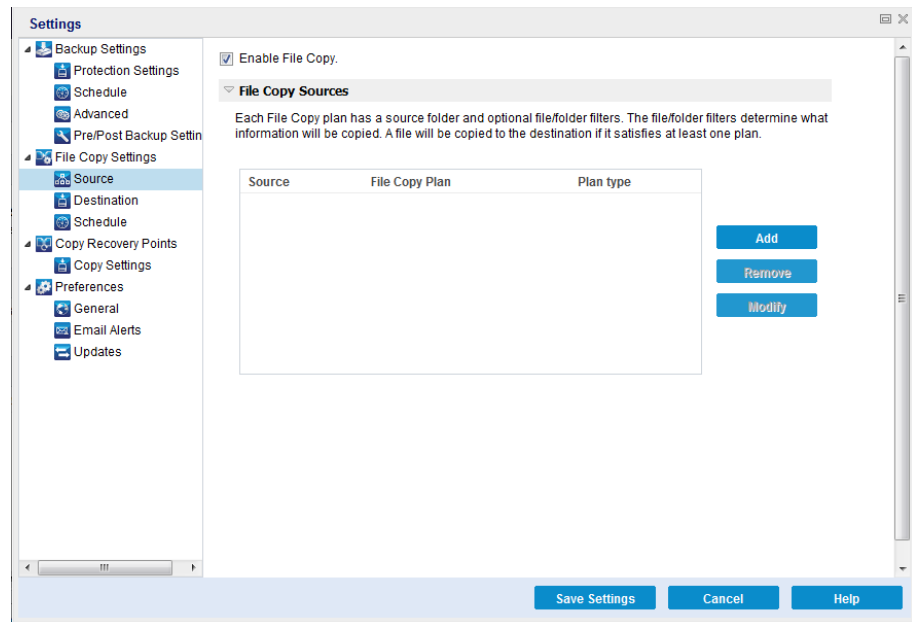 Settings
Backup Settings
Protection Settings
Schedule
Advanced
Pre/Post Backup Settin
File Copy Settings
Source
Destination
Schedule
Copy Recovery Points
Copy Settings
Preferences
General
Email Alerts
Updates
Enable File Copy.
File Copy Sources
Each File Copy plan has a source folder and optional file/folder filters. The file/folder filters determine what
information will be copied. A file will be copied to the destination if it satisfies at least one plan.
Source File Copy Plan Plan type
Add
Remove
Modify
Save Settings Cancel Help